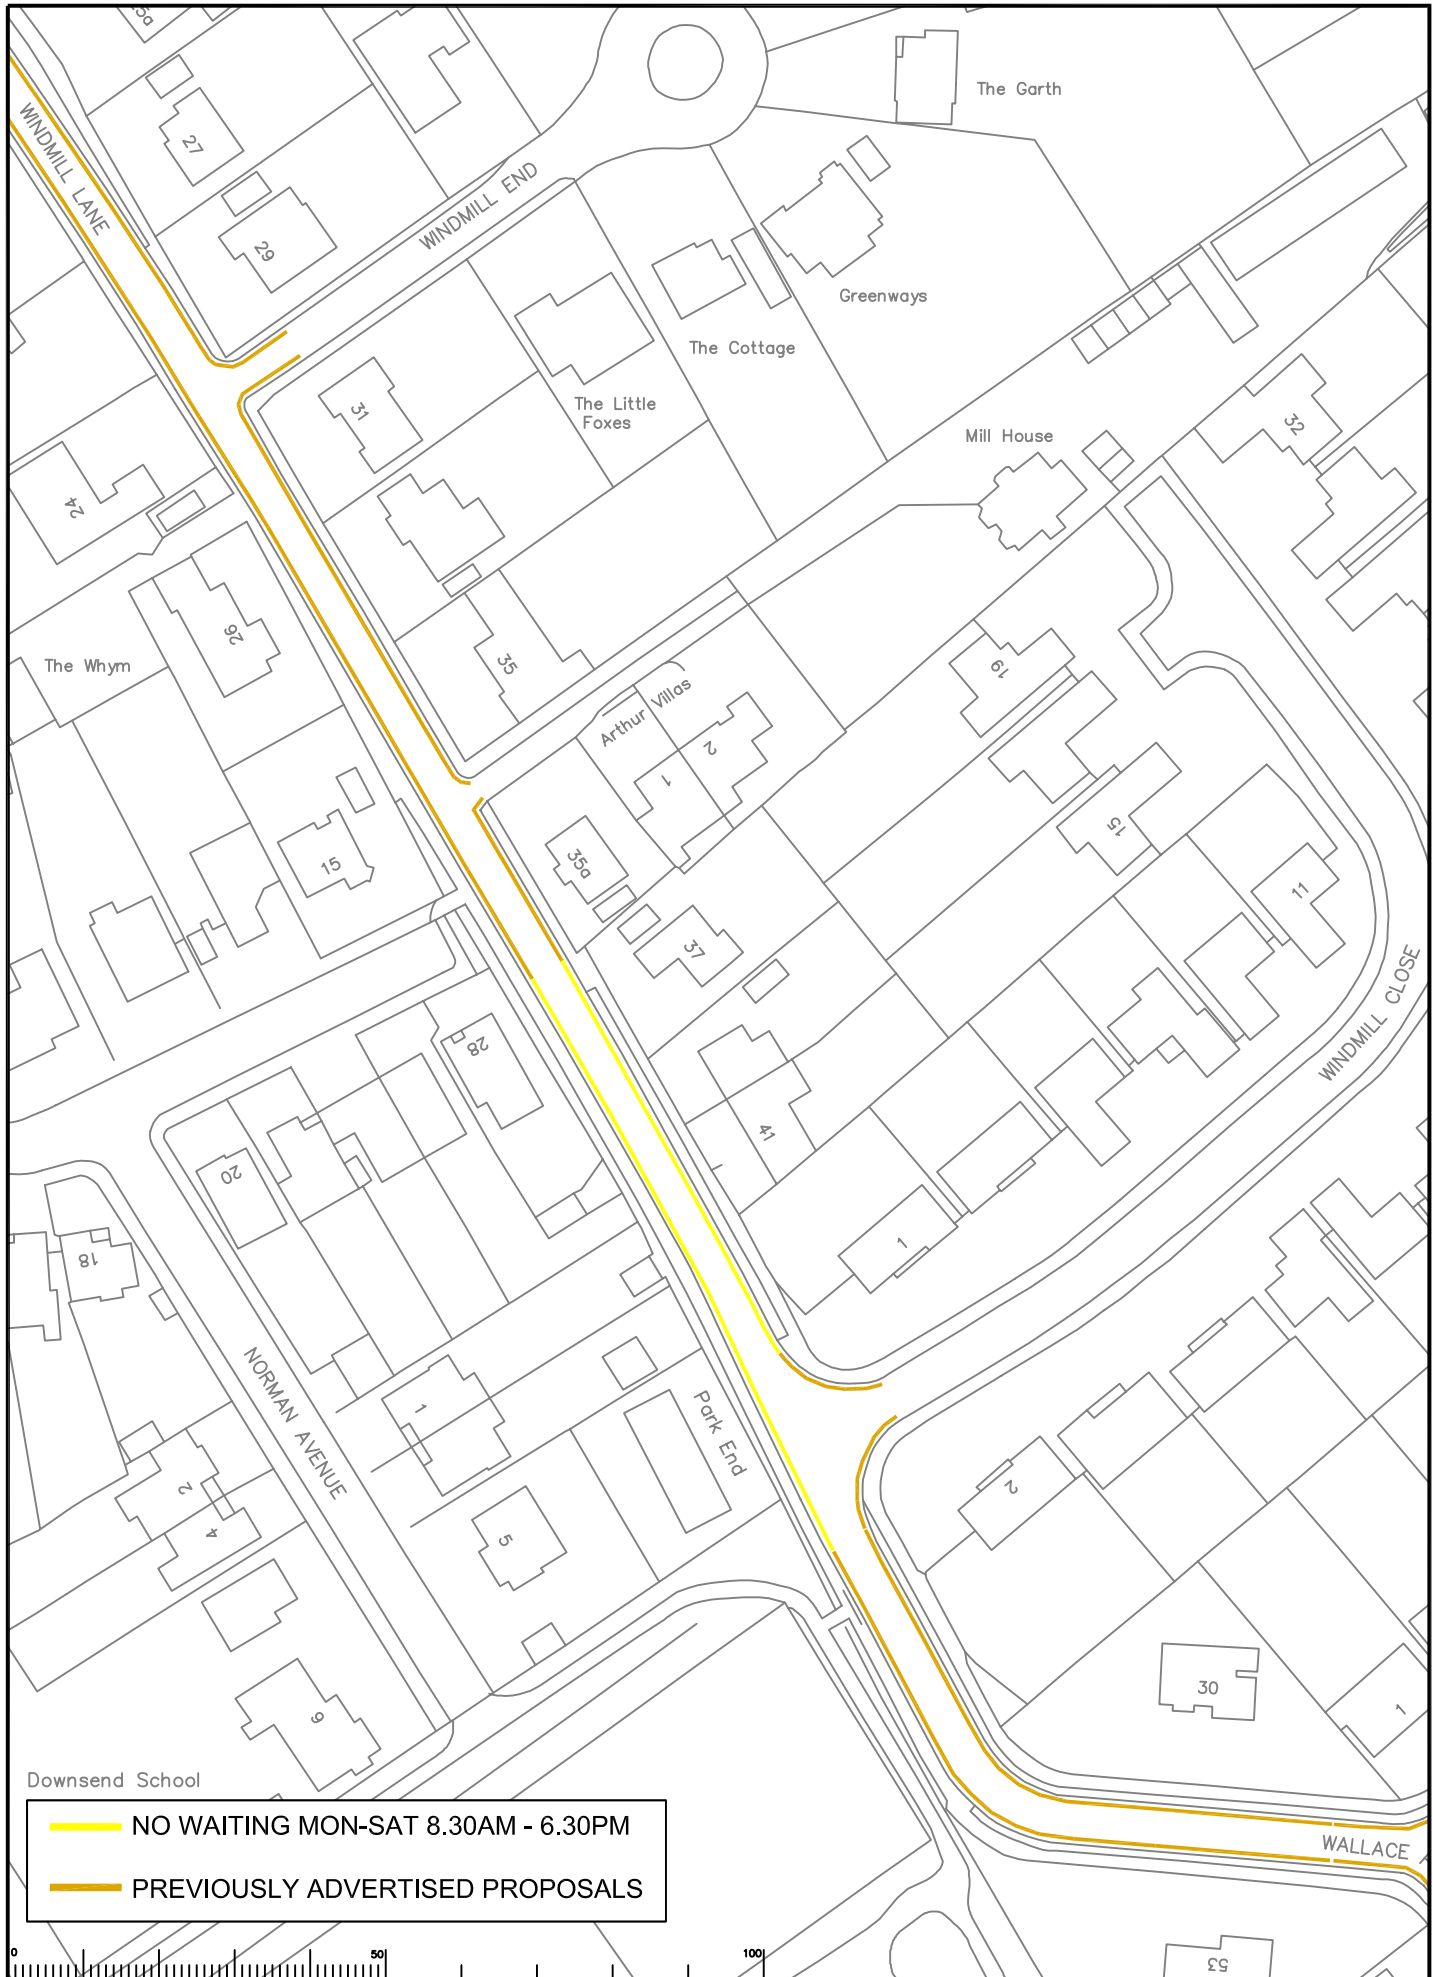 25a
27
The Garth
WINDMILL LANE
WINDMILL END
29
Greenways
The Cottage
31
The Little
Foxes
32
Mill House
24
26
The Whym
35
19
Arthur Villas
2
1
35a
15
15
11
37
WINDMILL CLOSE
28
41
20
18
1
NORMAN AVENUE
1
Park End
2
2
4
5
30
1
9
Downsend School
NO WAITING MON-SAT 8.30AM - 6.30PM
PREVIOUSLY ADVERTISED PROPOSALS
WALLACE
53
0
50
100